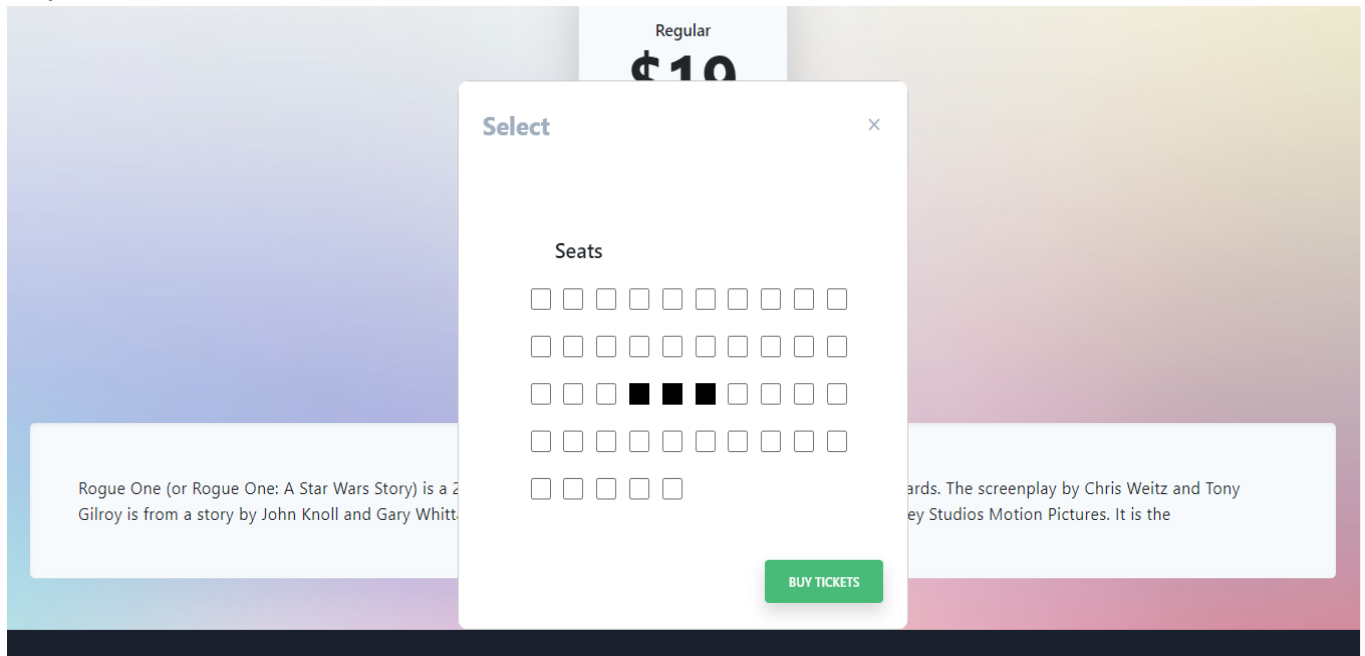 Regular
$19
Select
×
Seats
Rogue One (or Rogue One: A Star Wars Story) is a
ards. The screenplay by Chris Weitz and Tony
Gilroy is from a story by John Knoll and Gary Whitt
ey Studios Motion Pictures. It is the
BUY TICKETS